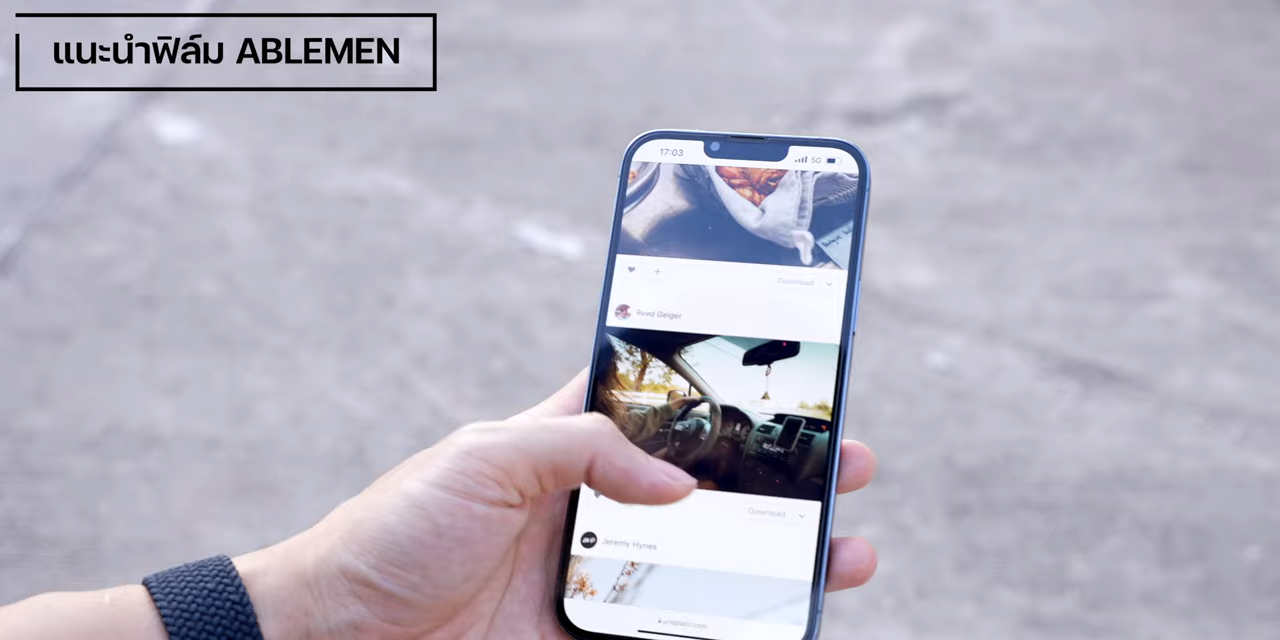 แนะนำฟิล์ม ABLEMEN
17:03
5G
Download
Reed Geiger
Download
Jeremy Hynes
unsplash.com